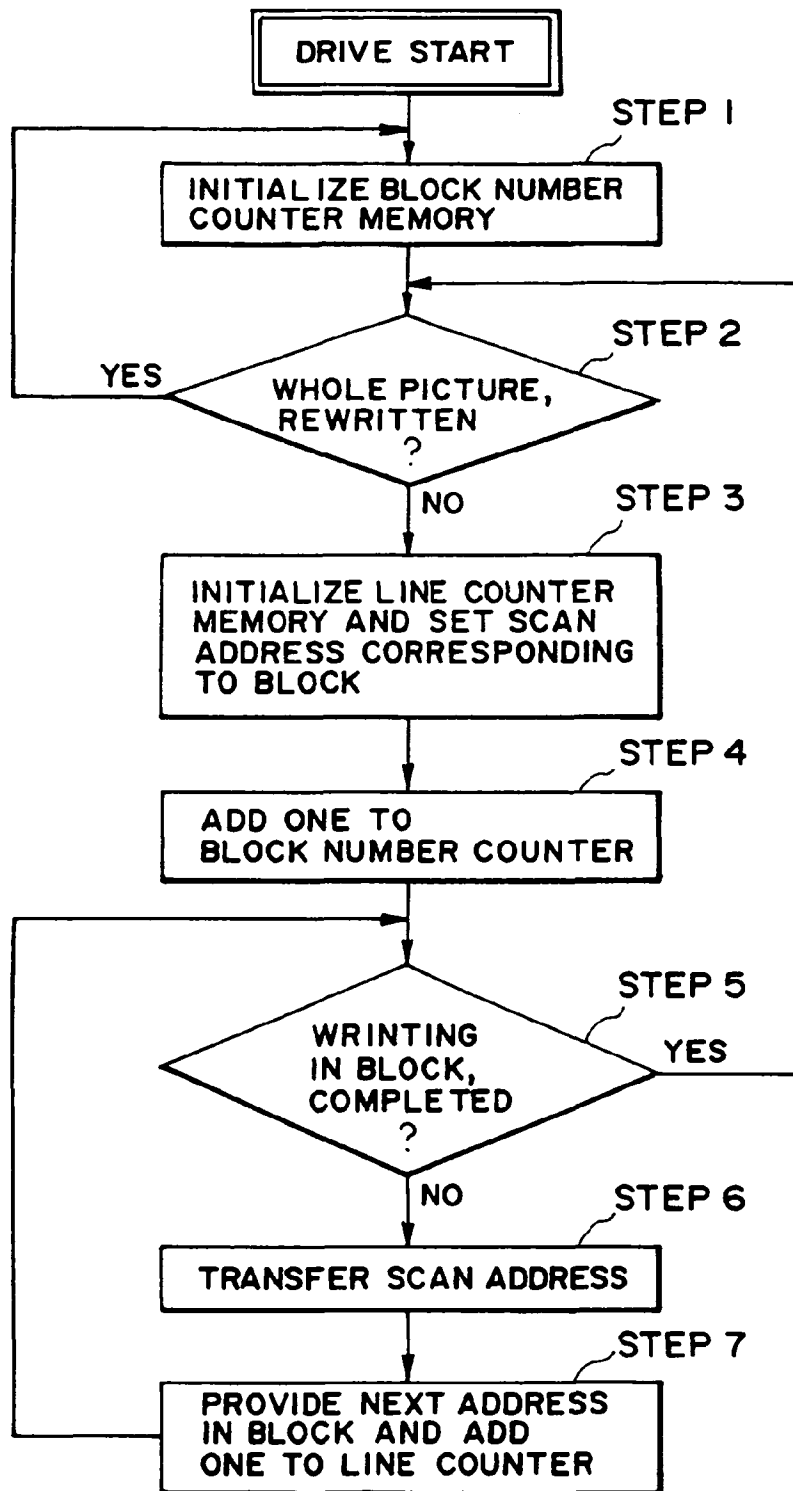 DRIVE START
STEP 1
INITIALIZE BLOCK NUMBER
COUNTER MEMORY
STEP 2
YES
WHOLE PICTURE,
REWRITTEN
?
NO
STEP 3
INITIALIZE LINE COUNTER
MEMORY AND SET SCAN
ADDRESS CORRESPONDING
TO BLOCK
STEP 4
ADD ONE TO
BLOCK NUMBER COUNTER
STEP 5
WRINTING
IN BLOCK,
COMPLETED
?
YES
NO
STEP 6
TRANSFER SCAN ADDRESS
STEP 7
PROVIDE NEXT ADDRESS
IN BLOCK AND ADD
ONE TO LINE COUNTER